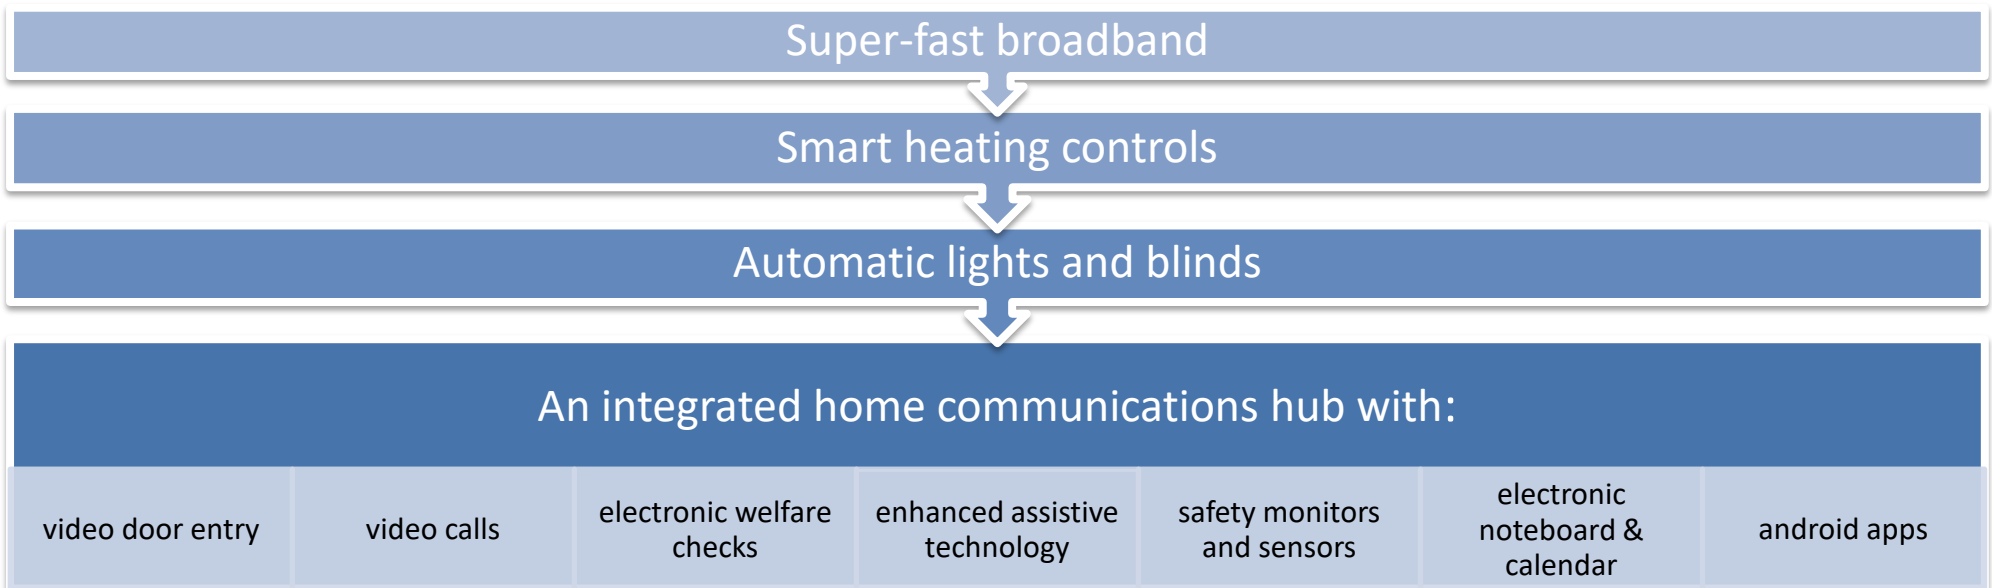 Super-fast broadband
Smart heating controls
Automatic lights and blinds
An integrated home communications hub with:
video door entry
video calls
electronic welfare
checks
enhanced assistive
technology
safety monitors
and sensors
electronic
noteboard &
calendar
android apps